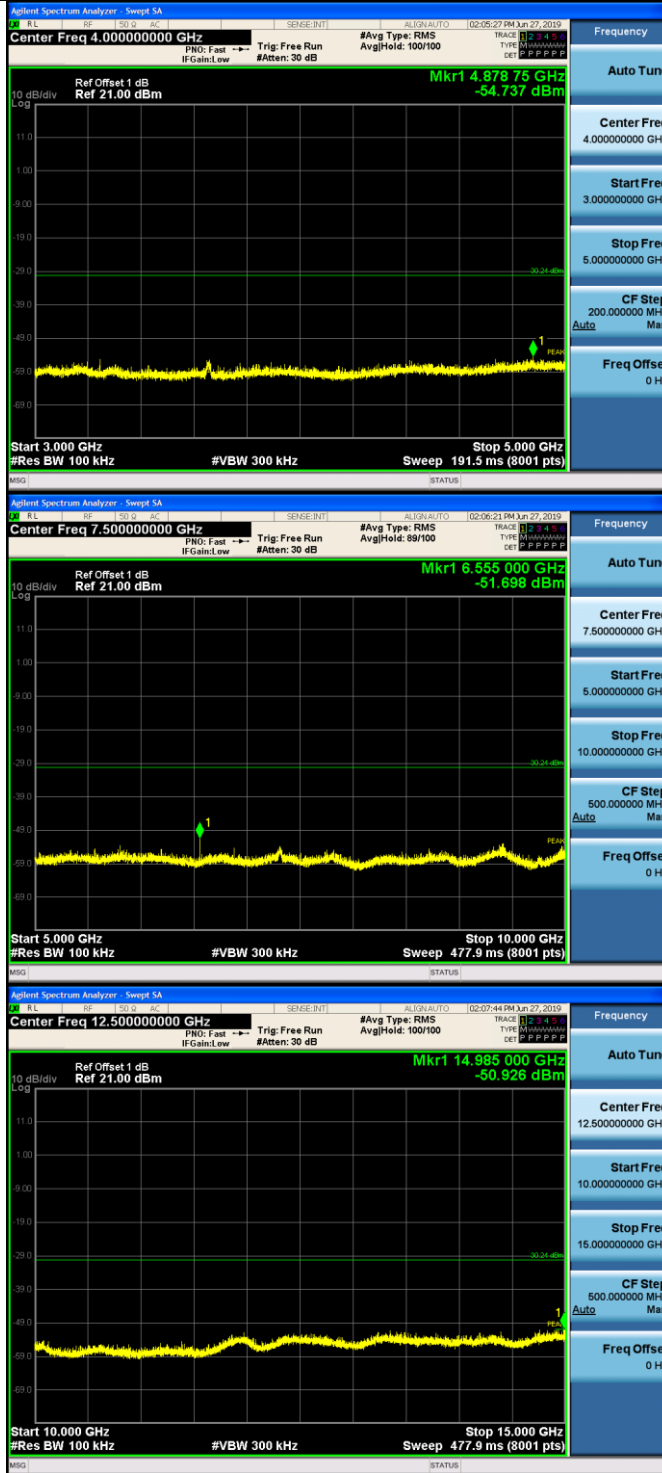 Agilent Spectrum Analyzer - Swept SA
RL RF 50 Ω AC SENSE:INT ALIGNAUTO 02:05:27 PM Jun 27, 2019
Center Freq 4.000000000 GHz #Avg Type: RMS TRACE 1 2 3 4 5 6
PNO: Fast Trig: Free Run Avg|Hold: 100/100 TYPE M
IFGain:Low #Atten: 30 dB DET P P P P P P
Frequency
Mkr1 4.878 75 GHz
Ref Offset 1 dB
10 dB/div Ref 21.00 dBm -54.737 dBm
Log
11.0
1.00
-9.00
-19.0
-29.0
30.24 dBm
-39.0
-49.0
1
PEAK
-59.0
-69.0
Start 3.000 GHz Stop 5.000 GHz
#Res BW 100 kHz #VBW 300 kHz Sweep 191.5 ms (8001 pts)
MSG STATUS
Auto Tun
Center Fre
4.000000000 GH
Start Fre
3.000000000 GH
Stop Fre
5.000000000 GH
CF Step
200.000000 MH
Auto Ma
Freq Offse
0 H
Agilent Spectrum Analyzer - Swept SA
RL RF 50 Ω AC SENSE:INT ALIGNAUTO 02:06:21 PM Jun 27, 2019
Center Freq 7.500000000 GHz #Avg Type: RMS TRACE 1 2 3 4 5 6
PNO: Fast Trig: Free Run Avg|Hold: 89/100 TYPE M
IFGain:Low #Atten: 30 dB DET P P P P P P
Frequency
Mkr1 6.555 000 GHz
Ref Offset 1 dB
10 dB/div Ref 21.00 dBm -51.698 dBm
Log
11.0
1.00
-9.00
-19.0
-29.0
30.24 dBm
-39.0
-49.0
1
PEAK
-59.0
-69.0
Start 5.000 GHz Stop 10.000 GHz
#Res BW 100 kHz #VBW 300 kHz Sweep 477.9 ms (8001 pts)
MSG STATUS
Auto Tun
Center Fre
7.500000000 GH
Start Fre
5.000000000 GH
Stop Fre
10.000000000 GH
CF Step
500.000000 MH
Auto Ma
Freq Offse
0 H
Agilent Spectrum Analyzer - Swept SA
RL RF 50 Ω AC SENSE:INT ALIGNAUTO 02:07:44 PM Jun 27, 2019
Center Freq 12.500000000 GHz #Avg Type: RMS TRACE 1 2 3 4 5 6
PNO: Fast Trig: Free Run Avg|Hold: 100/100 TYPE M
IFGain:Low #Atten: 30 dB DET P P P P P P
Frequency
Mkr1 14.985 000 GHz
Ref Offset 1 dB
10 dB/div Ref 21.00 dBm -50.926 dBm
Log
11.0
1.00
-9.00
-19.0
-29.0
30.24 dBm
-39.0
-49.0
1
PEAK
-59.0
-69.0
Start 10.000 GHz Stop 15.000 GHz
#Res BW 100 kHz #VBW 300 kHz Sweep 477.9 ms (8001 pts)
MSG STATUS
Auto Tun
Center Fre
12.500000000 GH
Start Fre
10.000000000 GH
Stop Fre
15.000000000 GH
CF Step
500.000000 MH
Auto Ma
Freq Offse
0 H